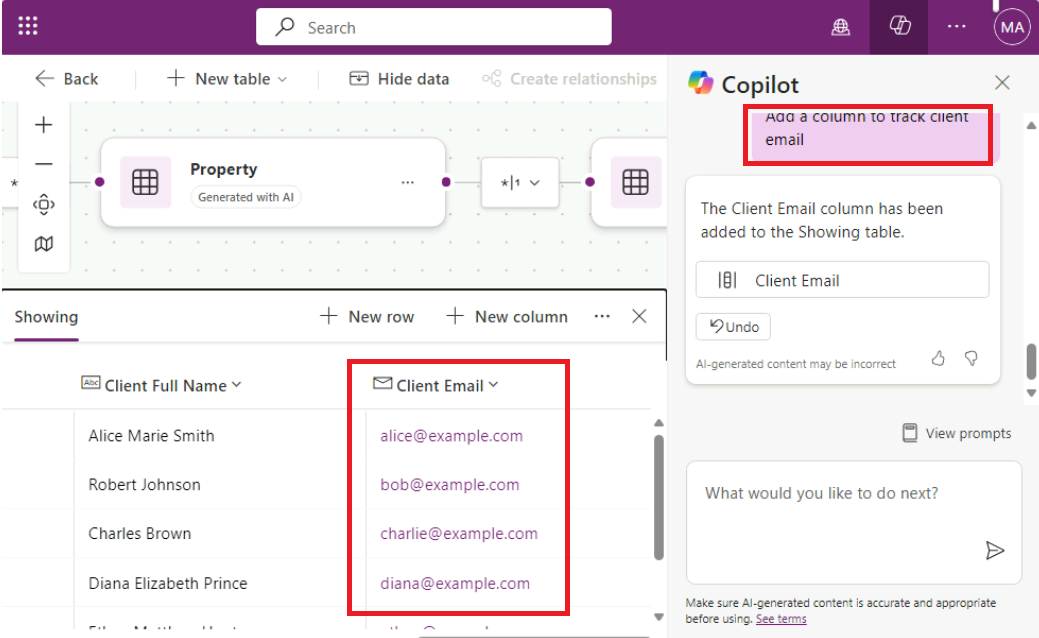 Search
MA
Back
New table
Hide data
Create relationships
Copilot
Add a column to track client
email
Property
Generated with AI
*
*|1
The Client Email column has been
added to the Showing table.
Client Email
Undo
AI-generated content may be incorrect
Showing
New row
New column
Abc Client Full Name
Client Email
Alice Marie Smith
alice@example.com
Robert Johnson
bob@example.com
Charles Brown
charlie@example.com
Diana Elizabeth Prince
diana@example.com
View prompts
What would you like to do next?
Make sure AI-generated content is accurate and appropriate
before using. See terms